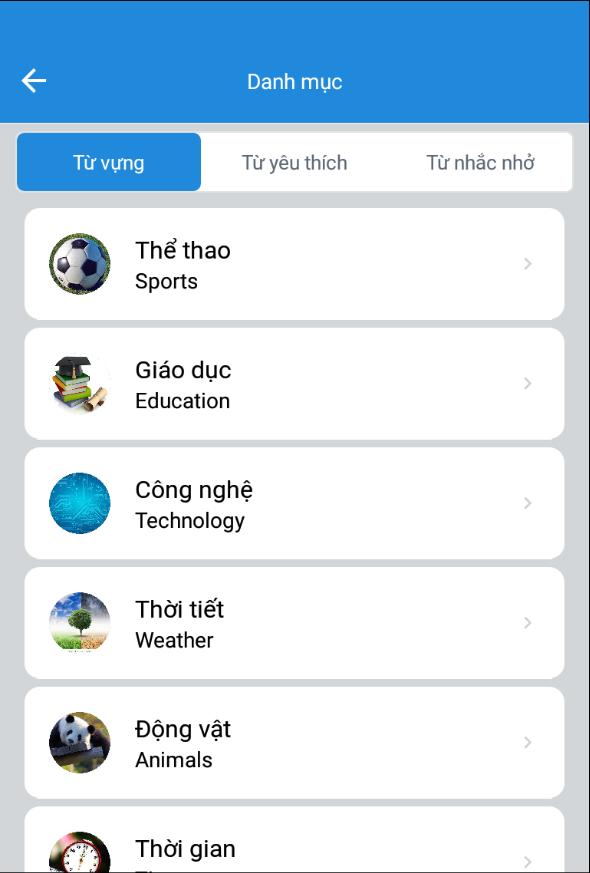 Danh mục
Từ vựng
Từ yêu thích
Từ nhắc nhở
Thể thao
Sports
Giáo dục
Education
Công nghệ
Technology
Thời tiết
Weather
Động vật
Animals
Thời gian